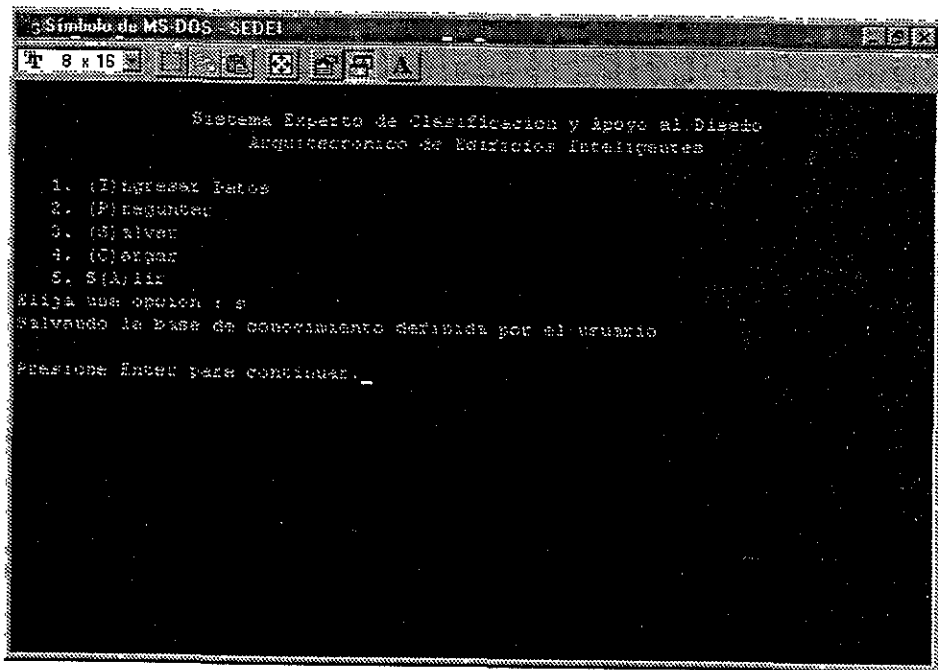 Símbolo de MS-DOS - SEDEI
8 x 16
Sistema Experto de Clasificacion y Apoyo al Diseño
Arquitectonico de Edificios Inteligentes
1. (I)ngresar Datos
2. (P)reguntar
3. (S)alvar
4. (C)argar
5. S(A)lir
Elija una opcion : s
Salvando la base de conocimiento definida por el usuario
Presione Enter para continuar._